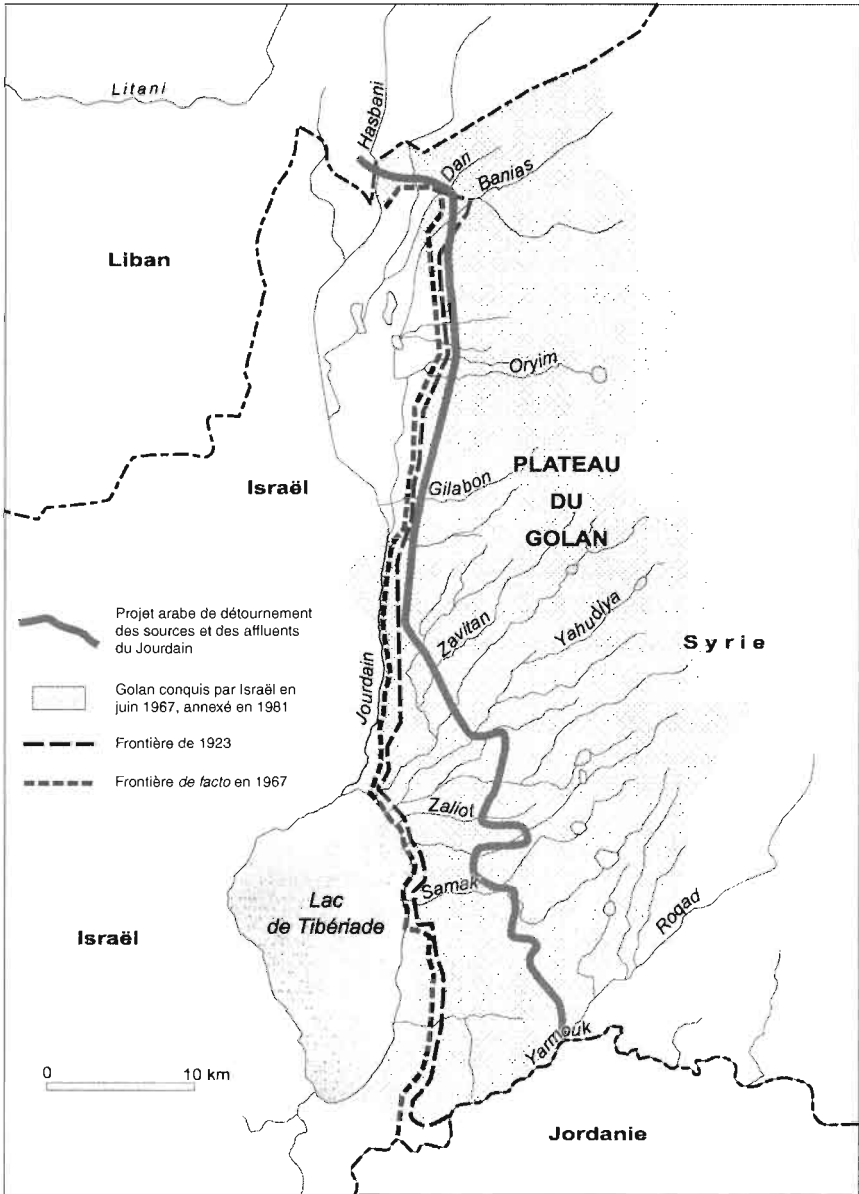 Litani
Hasbani
Dan
Banias
Liban
Oryim
Israël
Gilabon
PLATEAU
DU
GOLAN
Zavitan
Yahudiya
Syrie
Projet arabe de détournement
des sources et des affluents
du Jourdain
Jourdain
Golan conquis par Israël en
juin 1967, annexé en 1981
Frontière de 1923
Frontière de facto en 1967
Zaliot
Samak
Lac
de Tibériade
Roqad
Israël
Yarmouk
0 10 km
Jordanie